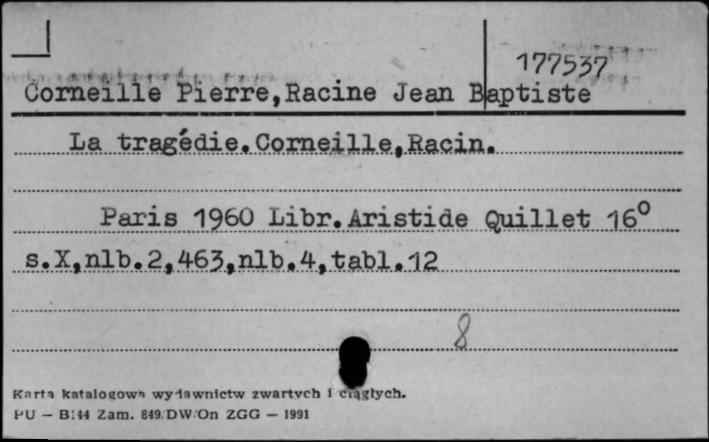 177537
Corneille Pierre,Racine Jean Baptiste
La tragédie.Corneille,Racin.
Paris 1960 Libr.Aristide Quillet 16°
s.X,nlb.2,463,nlb.4,tabl.12
8
Karta katalogowa wydawnictw zwartych i ciągłych.
PU — B144 Zam. 849/DW/On ZGG — 1991